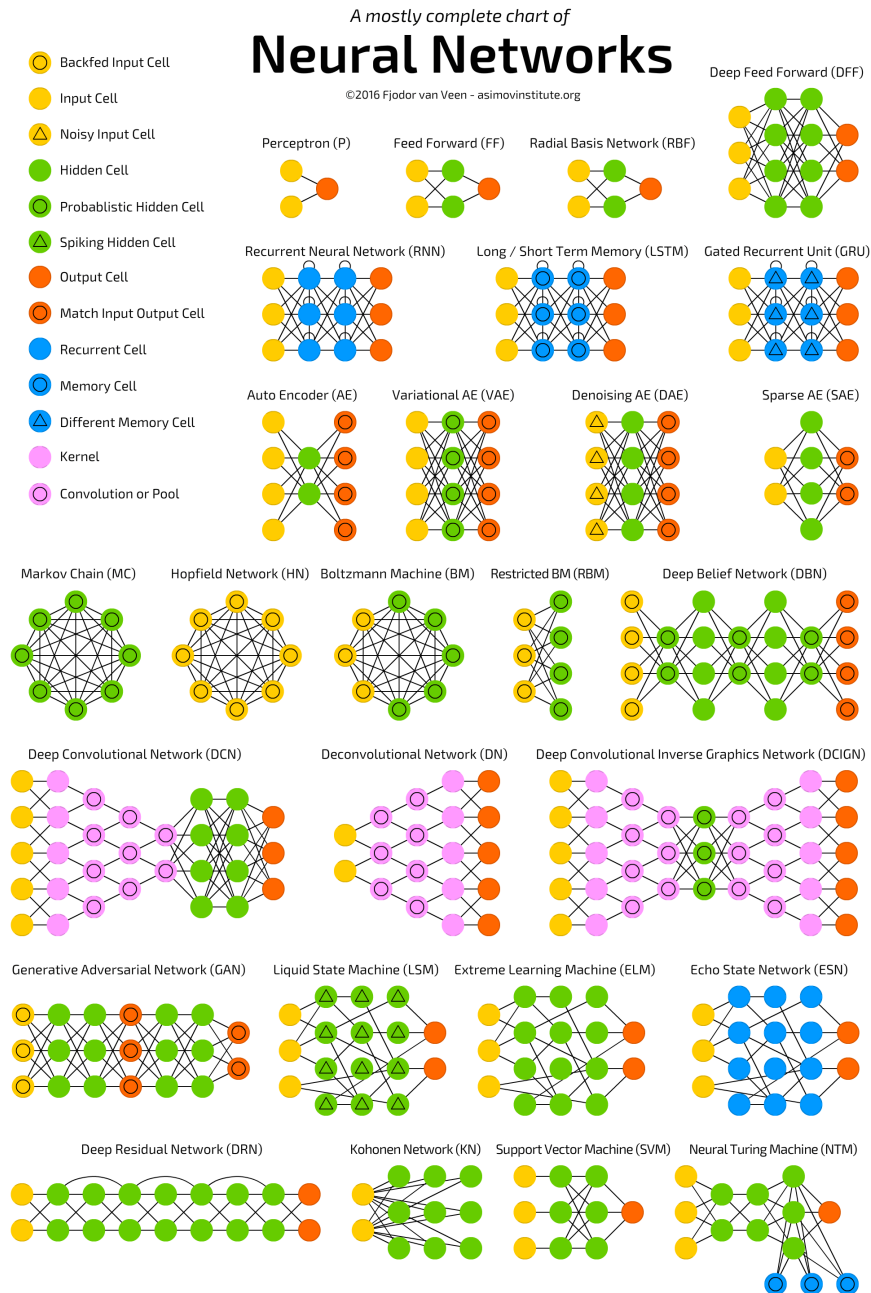 A mostly complete chart of
Neural Networks
©2016 Fjodor van Veen - asimovinstitute.org
Backfed Input Cell
Input Cell
Noisy Input Cell
Hidden Cell
Probablistic Hidden Cell
Spiking Hidden Cell
Output Cell
Match Input Output Cell
Recurrent Cell
Memory Cell
Different Memory Cell
Kernel
Convolution or Pool
Deep Feed Forward (DFF)
Perceptron (P)
Feed Forward (FF)
Radial Basis Network (RBF)
Recurrent Neural Network (RNN)
Long / Short Term Memory (LSTM)
Gated Recurrent Unit (GRU)
Auto Encoder (AE)
Variational AE (VAE)
Denoising AE (DAE)
Sparse AE (SAE)
Markov Chain (MC)
Hopfield Network (HN)
Boltzmann Machine (BM)
Restricted BM (RBM)
Deep Belief Network (DBN)
Deep Convolutional Network (DCN)
Deconvolutional Network (DN)
Deep Convolutional Inverse Graphics Network (DCIGN)
Generative Adversarial Network (GAN)
Liquid State Machine (LSM)
Extreme Learning Machine (ELM)
Echo State Network (ESN)
Deep Residual Network (DRN)
Kohonen Network (KN)
Support Vector Machine (SVM)
Neural Turing Machine (NTM)